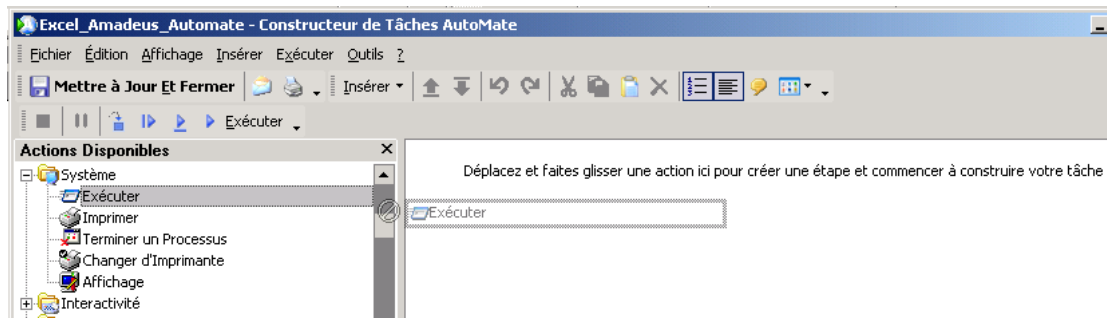 Excel_Amadeus_Automate - Constructeur de Tâches AutoMate
Fichier Édition Affichage Insérer Exécuter Outils ?
Mettre à Jour Et Fermer Insérer
Exécuter
Actions Disponibles
Déplacez et faites glisser une action ici pour créer une étape et commencer à construire votre tâche
Système
Exécuter
Exécuter
Imprimer
Terminer un Processus
Changer d'Imprimante
Affichage
Interactivité